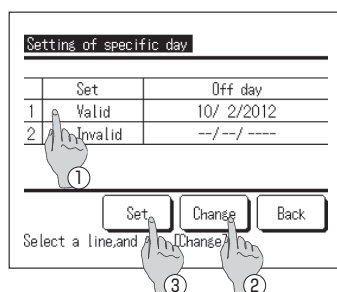 Setting of specific day
Set Off day
1 Valid 10/ 2/2012
2 Invalid --/--/----
①
Set Change Back
Select a line,and [Change]
③ ②